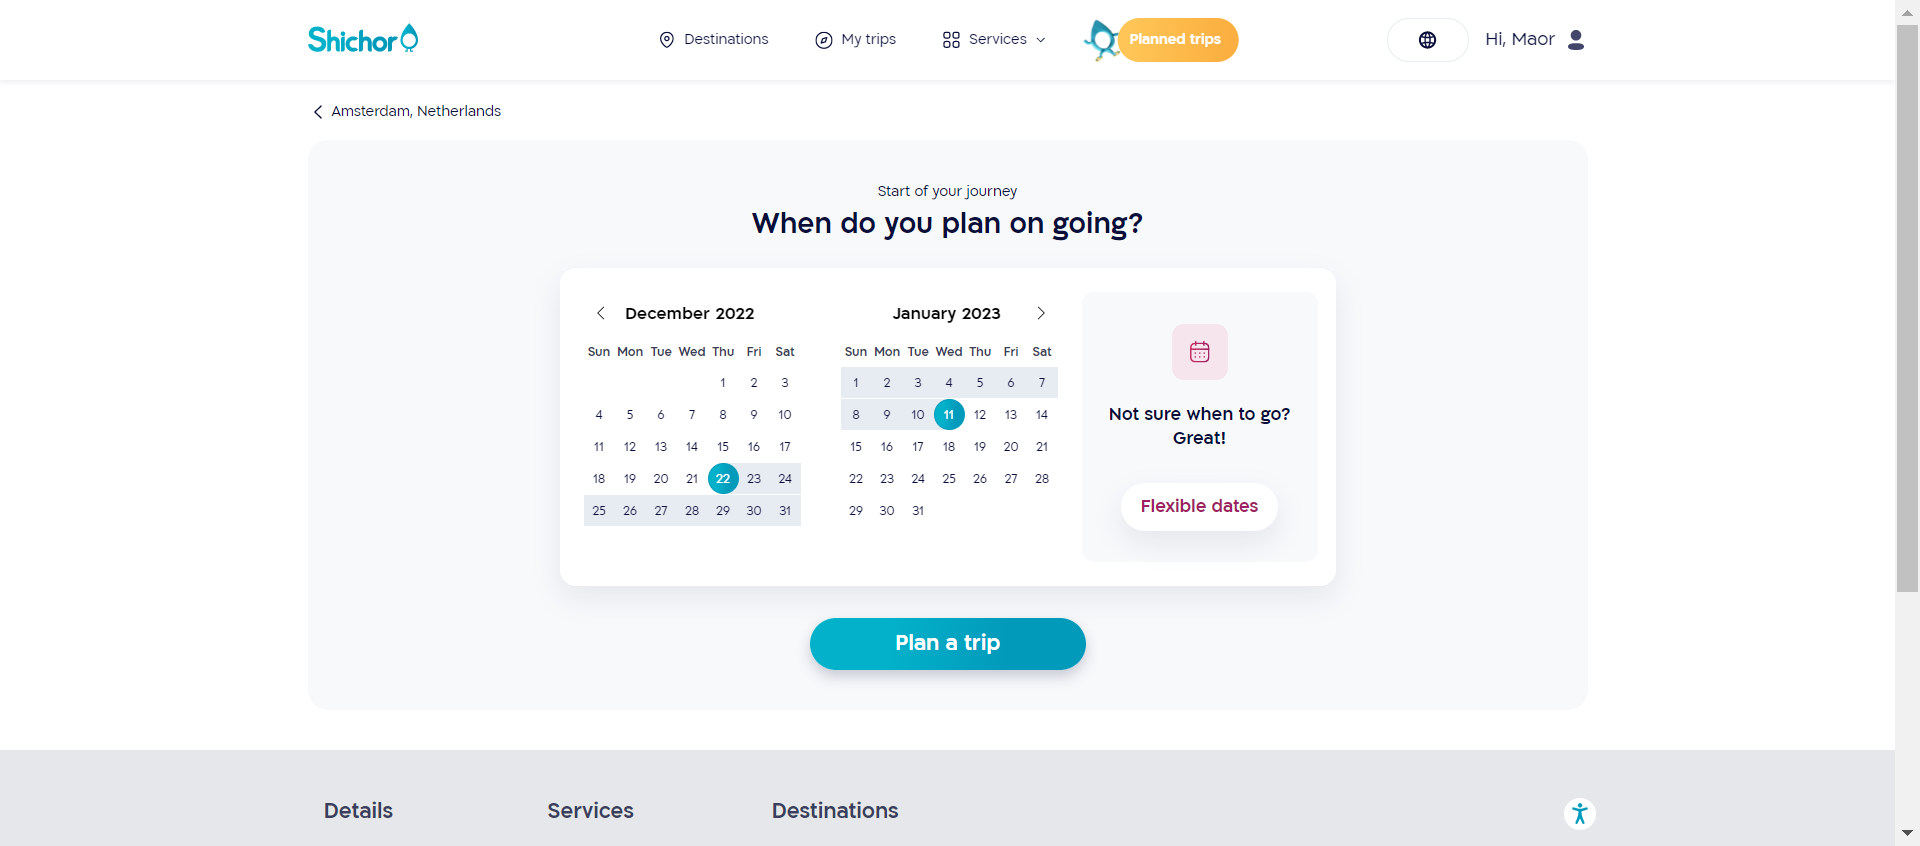 Shichor
Destinations
My trips
Services
Planned trips
Hi, Maor
Amsterdam, Netherlands
Start of your journey
When do you plan on going?
December 2022
Sun Mon Tue Wed Thu Fri Sat
1 2 3
4 5 6 7 8 9 10
11 12 13 14 15 16 17
18 19 20 21 22 23 24
25 26 27 28 29 30 31
January 2023
Sun Mon Tue Wed Thu Fri Sat
1 2 3 4 5 6 7
8 9 10 11 12 13 14
15 16 17 18 19 20 21
22 23 24 25 26 27 28
29 30 31
Not sure when to go?
Great!
Flexible dates
Plan a trip
Details
Services
Destinations